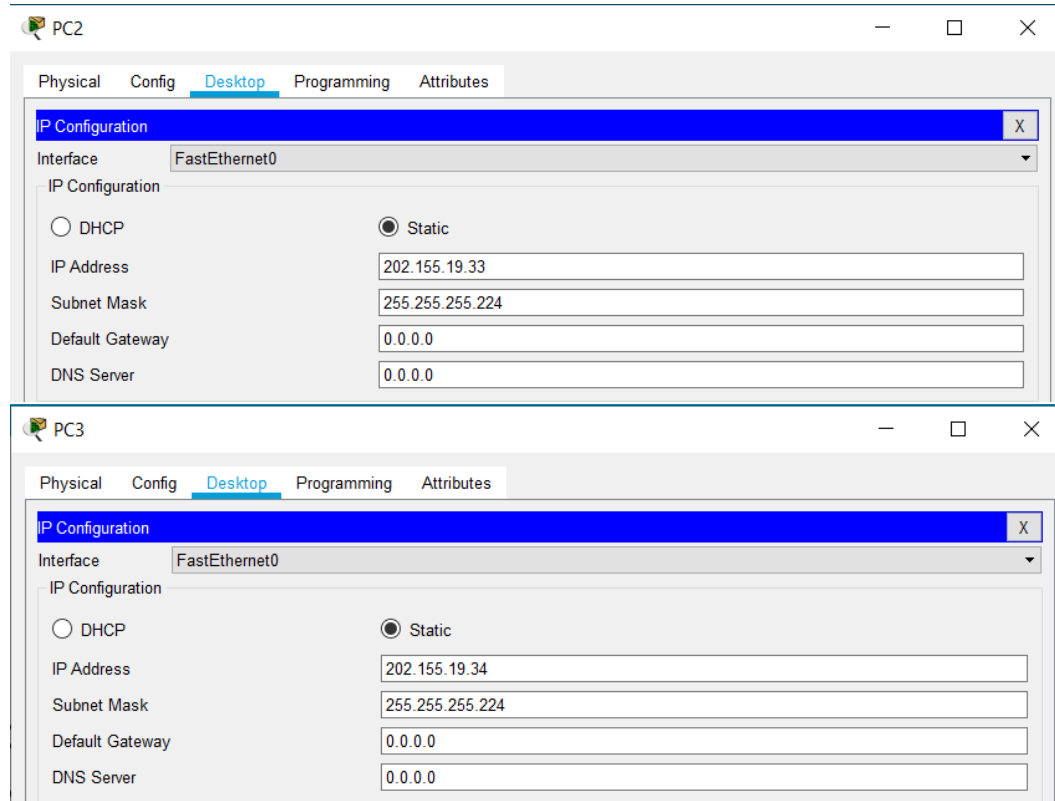 PC2
Physical Config Desktop Programming Attributes
IP Configuration X
Interface FastEthernet0
IP Configuration
DHCP Static
IP Address 202.155.19.33
Subnet Mask 255.255.255.224
Default Gateway 0.0.0.0
DNS Server 0.0.0.0
PC3
Physical Config Desktop Programming Attributes
IP Configuration X
Interface FastEthernet0
IP Configuration
DHCP Static
IP Address 202.155.19.34
Subnet Mask 255.255.255.224
Default Gateway 0.0.0.0
DNS Server 0.0.0.0